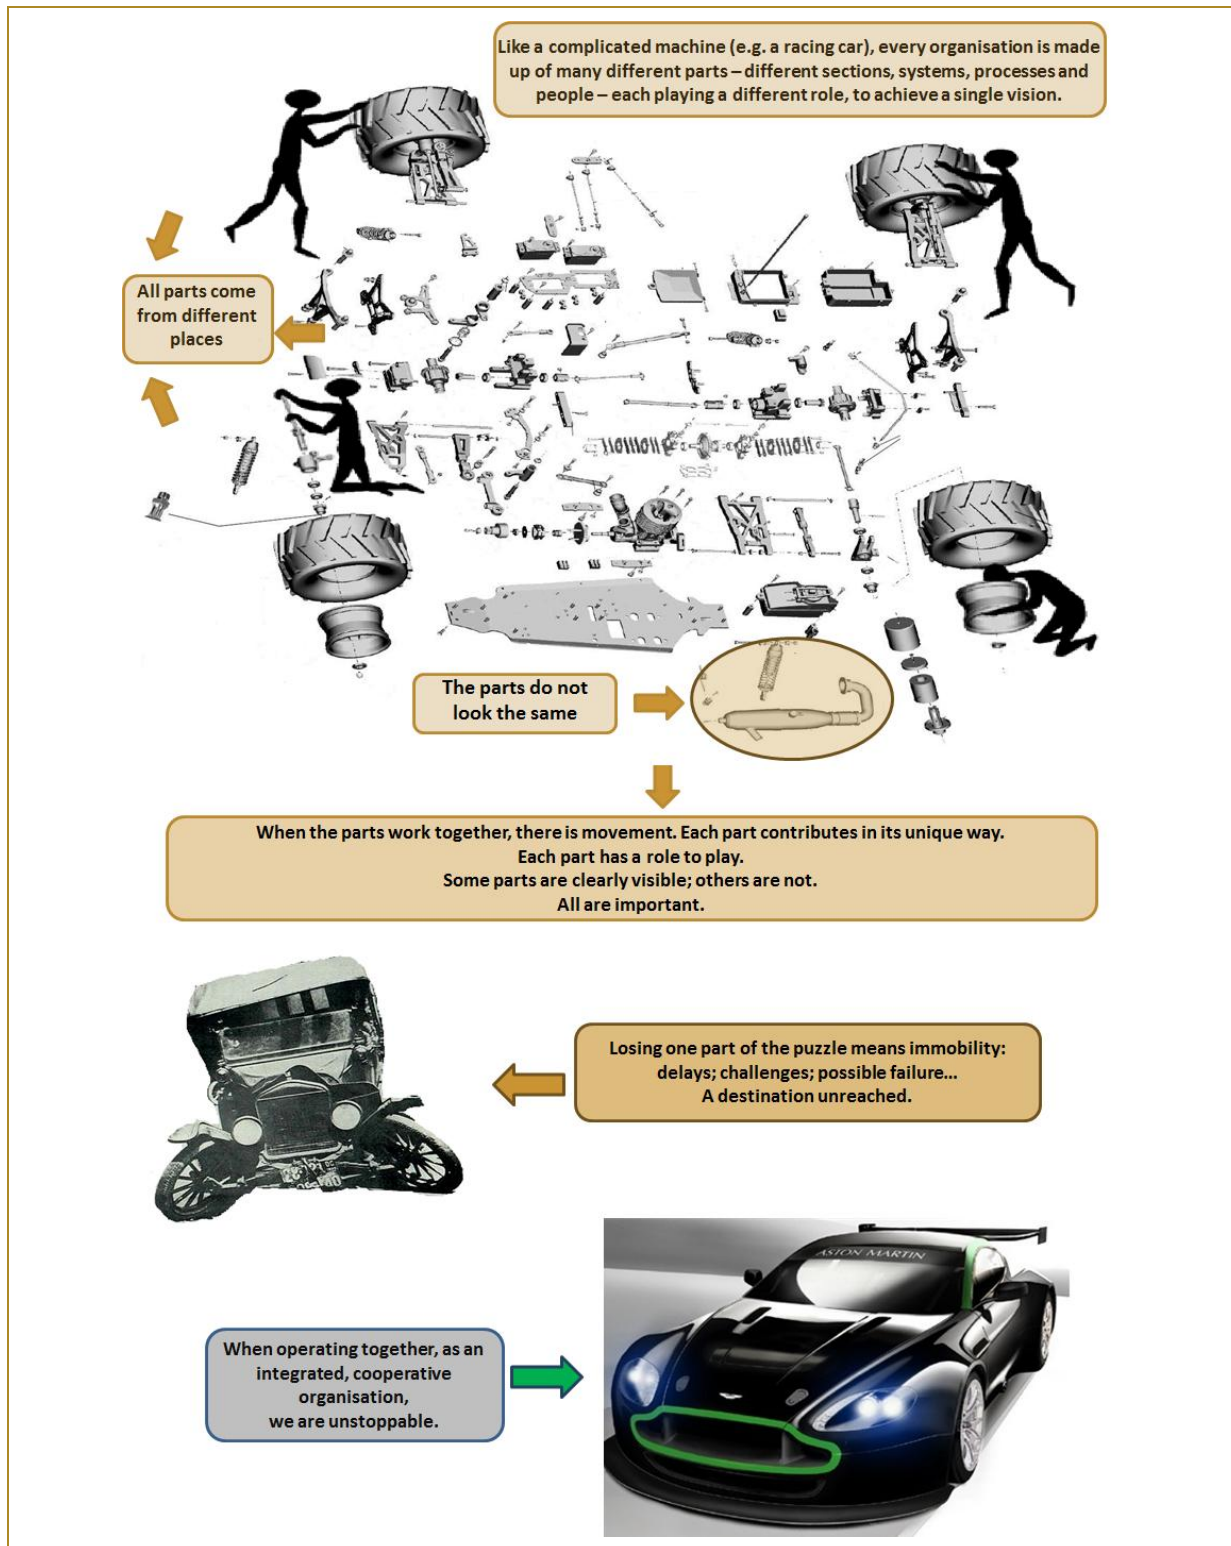 Like a complicated machine (e.g. a racing car), every organisation is made
up of many different parts – different sections, systems, processes and
people – each playing a different role, to achieve a single vision.
All parts come
from different
places
The parts do not
look the same
When the parts work together, there is movement. Each part contributes in its unique way.
Each part has a role to play.
Some parts are clearly visible; others are not.
All are important.
Losing one part of the puzzle means immobility:
delays; challenges; possible failure...
A destination unreached.
ASTON MARTIN
When operating together, as an
integrated, cooperative
organisation,
we are unstoppable.